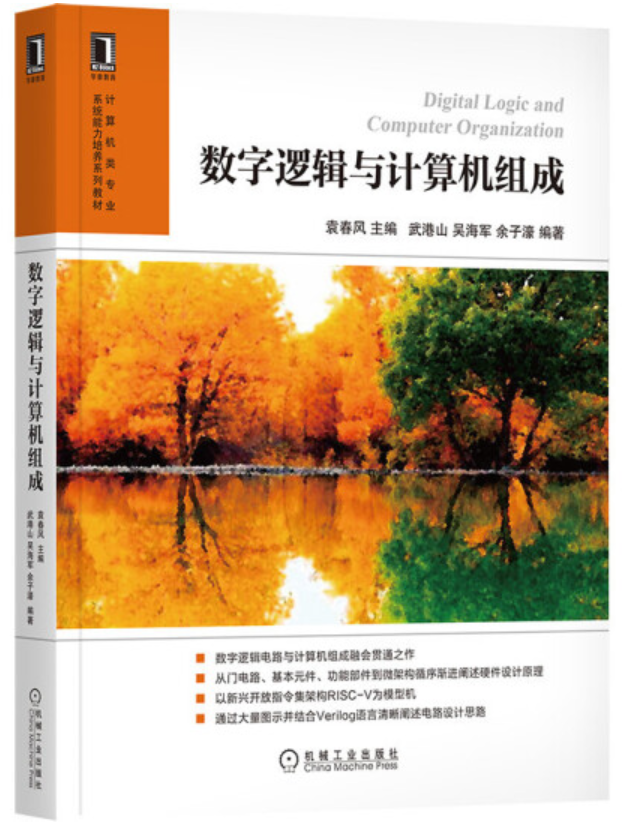 华章教育
华章教育
计算机类专业
系统能力培养系列教材
Digital Logic and
Computer Organization
数字逻辑与计算机组成
袁春风 主编 武港山 吴海军 余子濠 编著
数字逻辑与计算机组成
袁春风 主编
武港山 吴海军 余子濠 编著
机械工业出版社
■ 数字逻辑电路与计算机组成融会贯通之作
■ 从门电路、基本元件、功能部件到微架构循序渐进阐述硬件设计原理
■ 以新兴开放指令集架构RISC-V为模型机
■ 通过大量图示并结合Verilog语言清晰阐述电路设计思路
机械工业出版社
China Machine Press